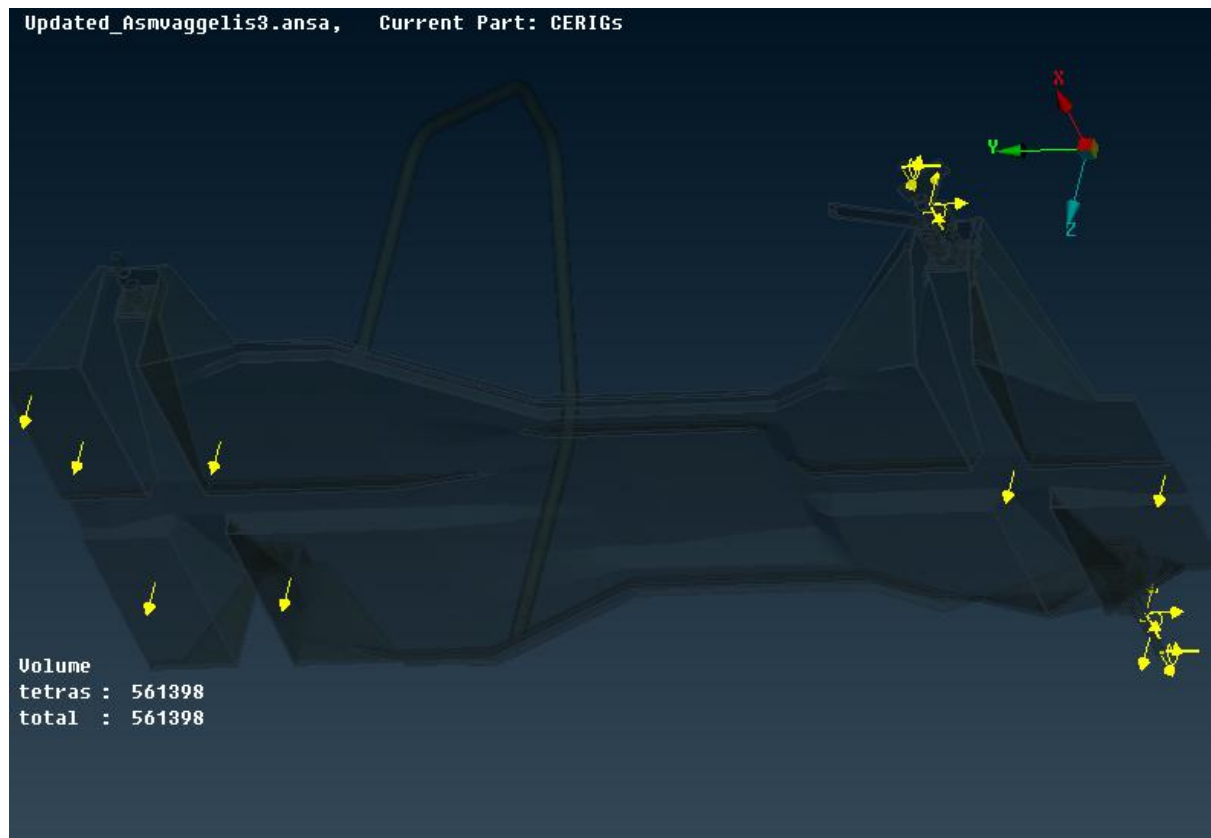 Updated_Asmvaggelis3.ansa, Current Part: CERIGs
X
Y
Z
Volume
tetras : 561398
total : 561398